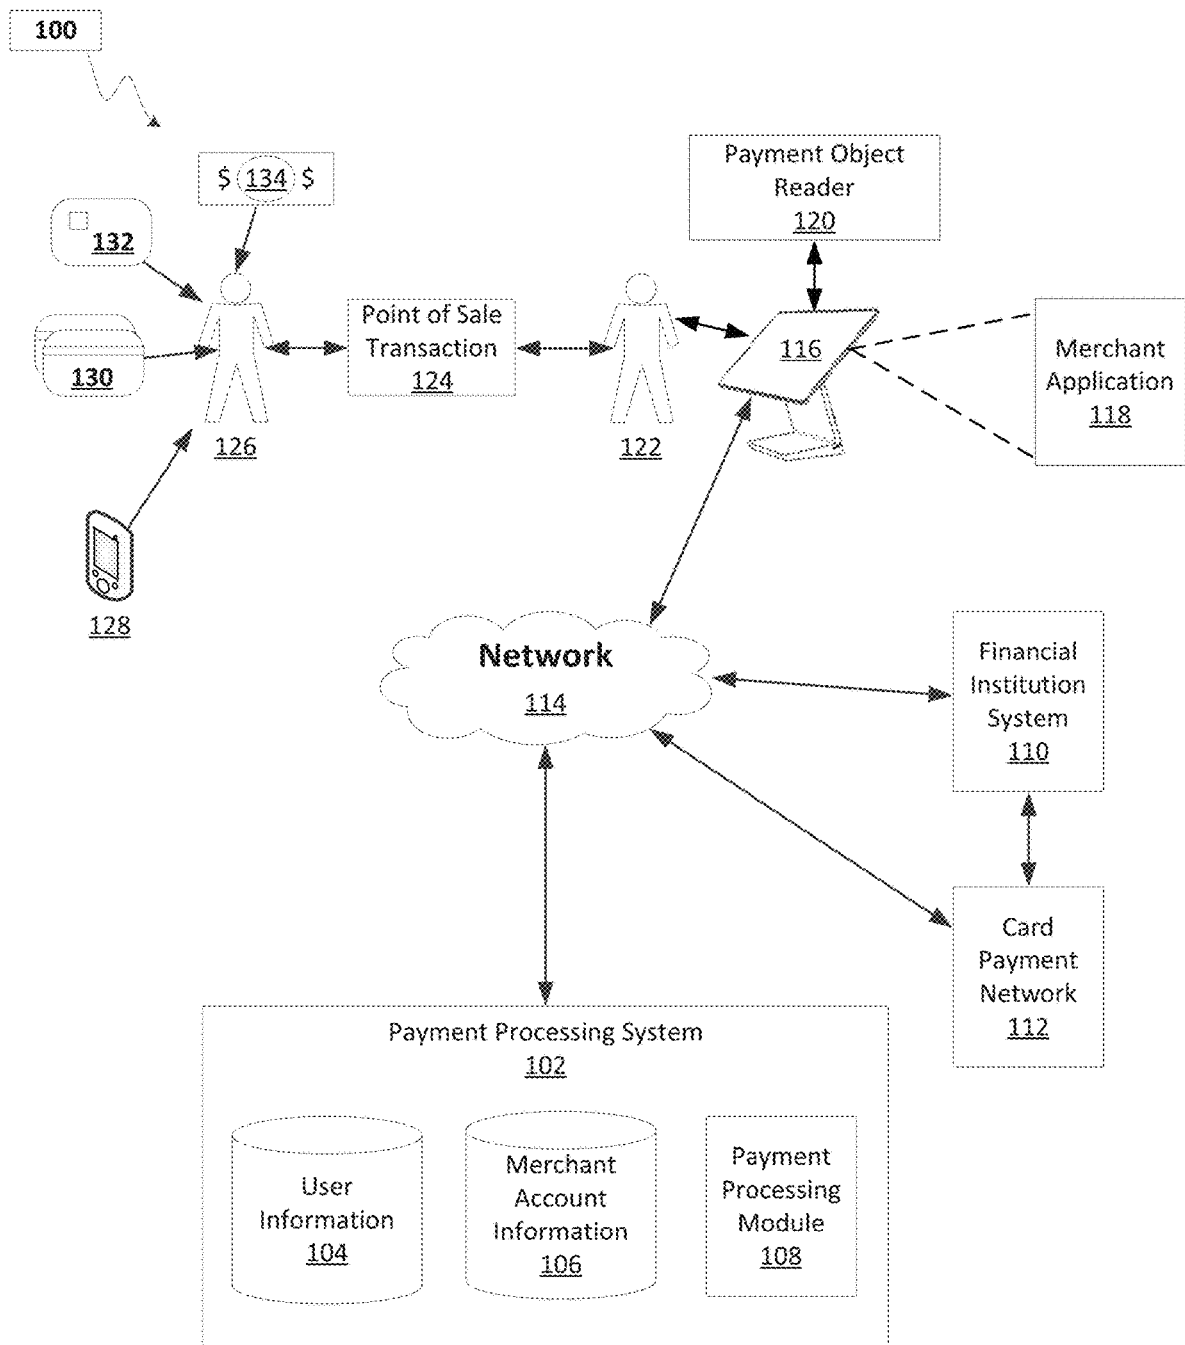 100
$ 134 $
132
130
126
128
Point of Sale
Transaction
124
122
Payment Object
Reader
120
116
Merchant
Application
118
Network
114
Financial
Institution
System
110
Card
Payment
Network
112
Payment Processing System
102
User
Information
104
Merchant
Account
Information
106
Payment
Processing
Module
108